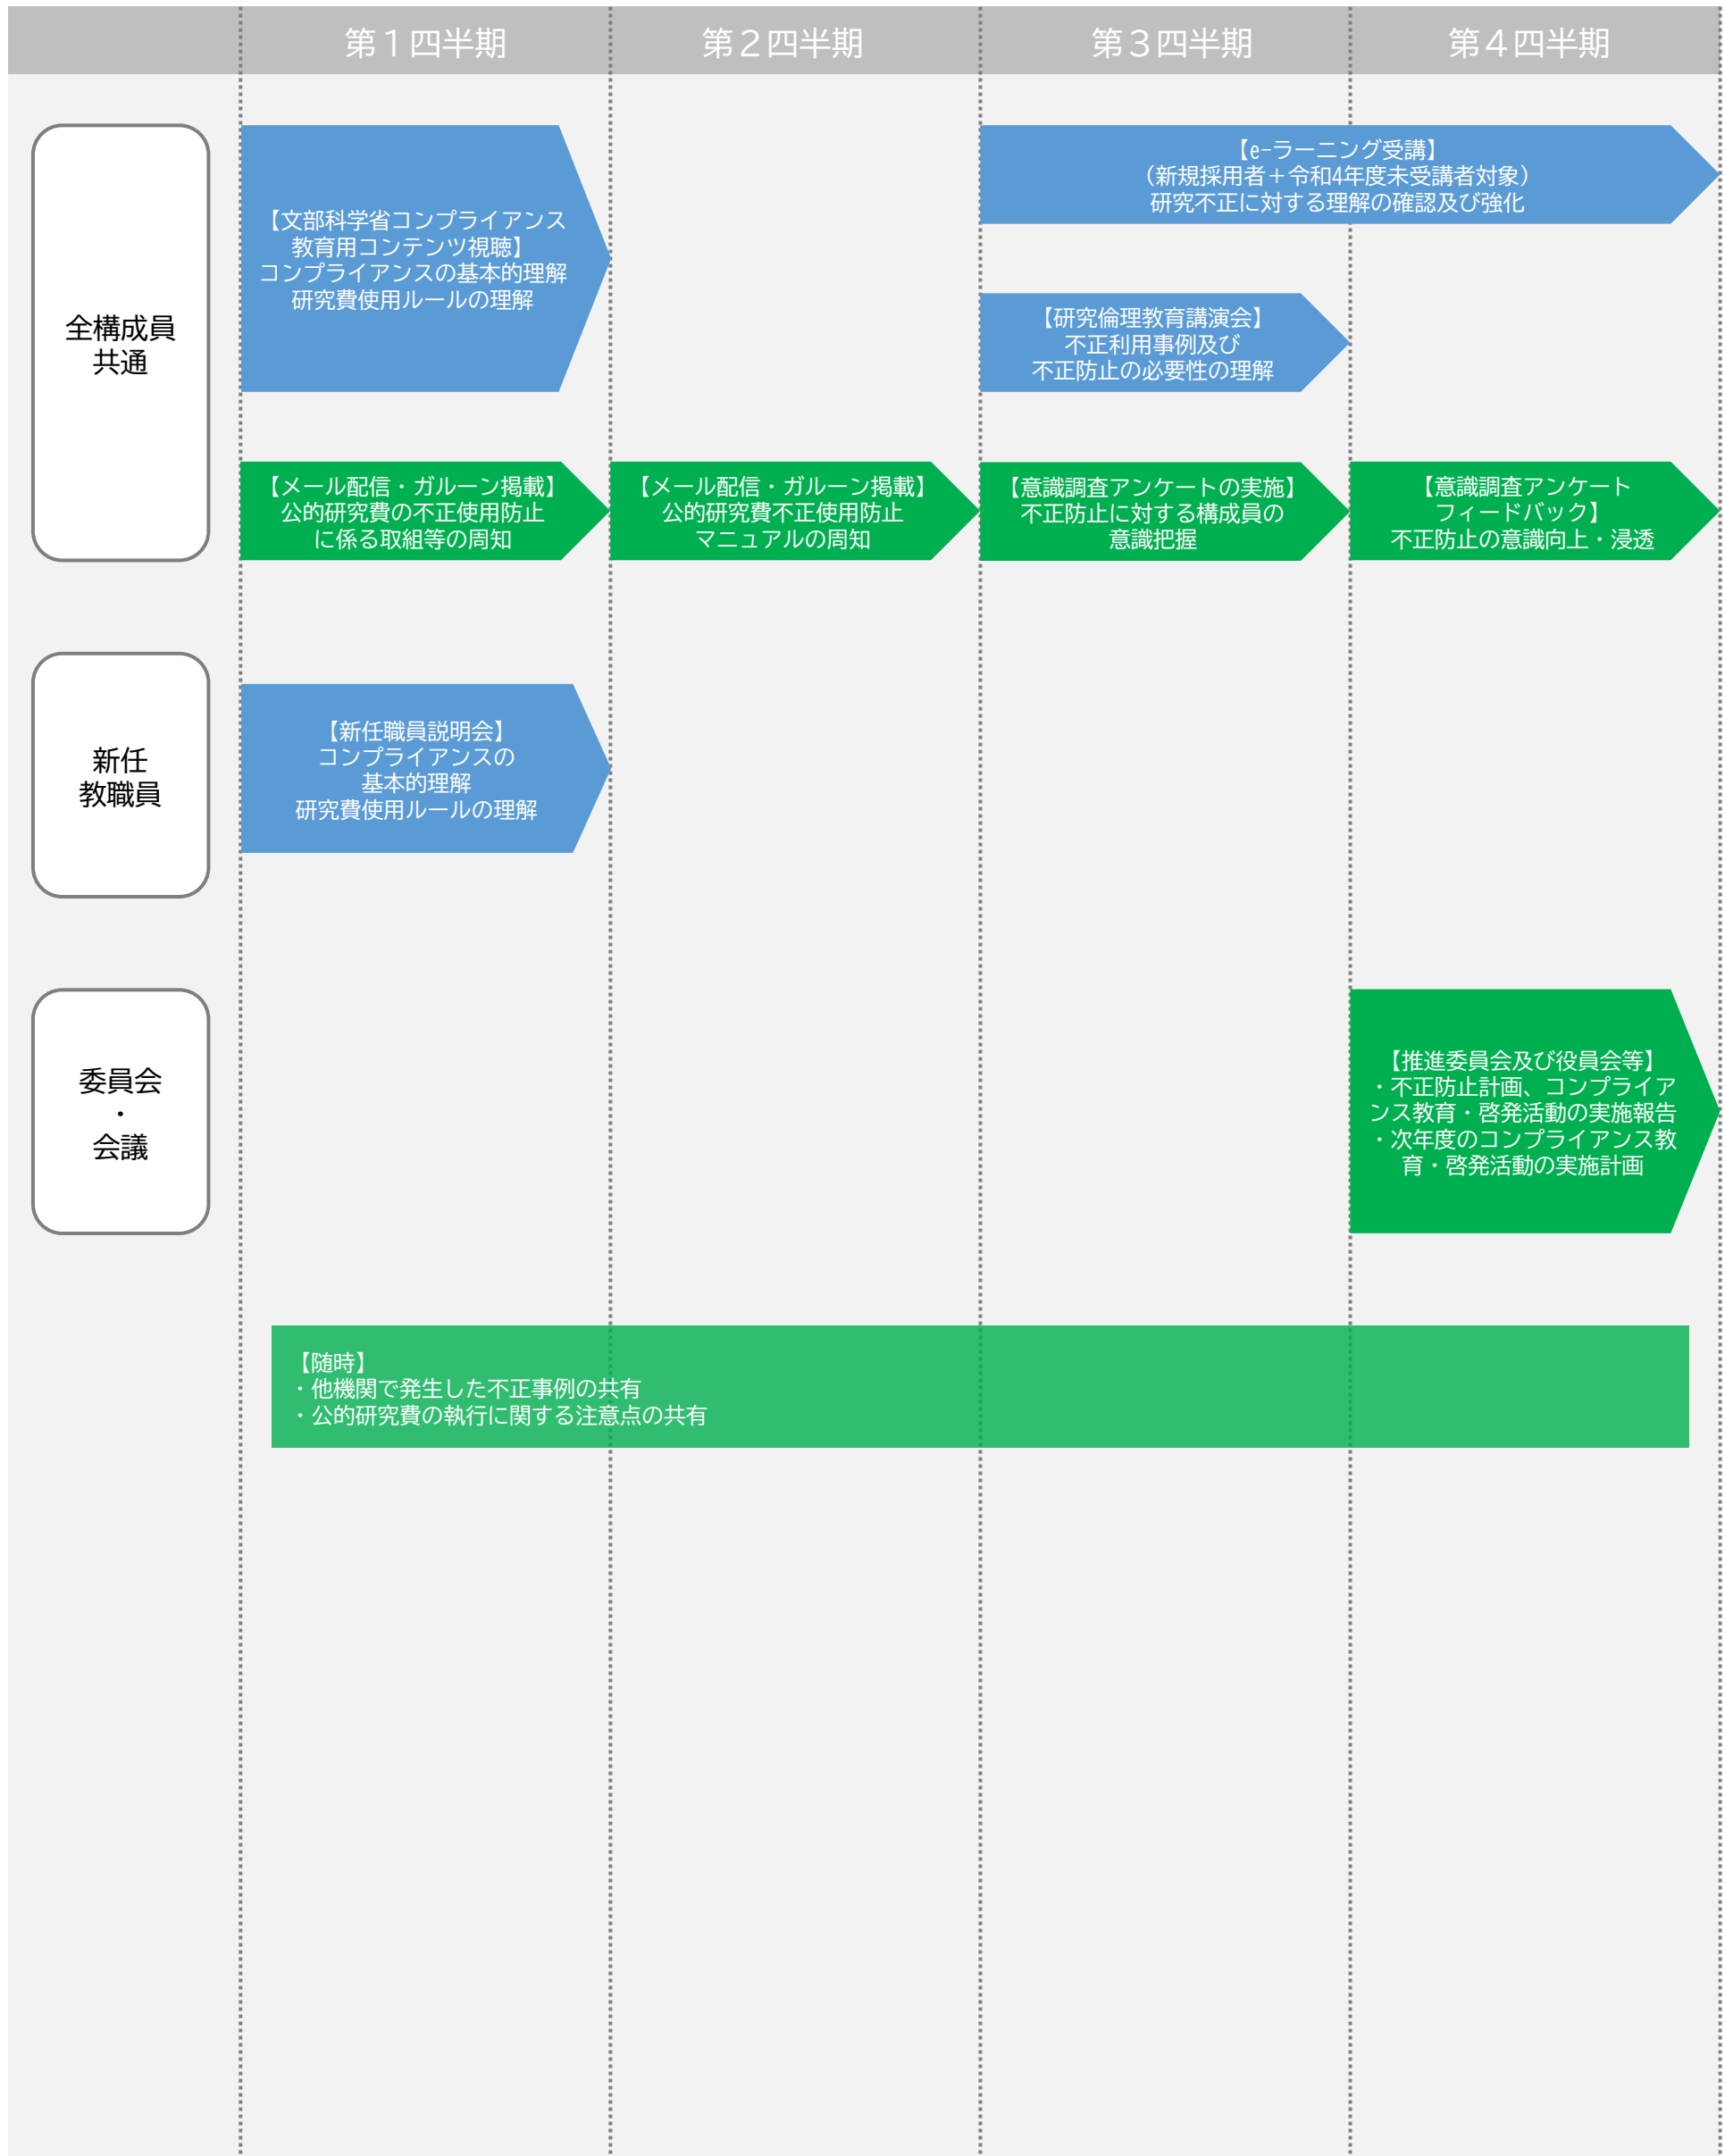 第１四半期
第２四半期
第３四半期
第４四半期
全構成員
共通
【文部科学省コンプライアンス
教育用コンテンツ視聴】
コンプライアンスの基本的理解
研究費使用ルールの理解
【e-ラーニング受講】
（新規採用者＋令和4年度未受講者対象）
研究不正に対する理解の確認及び強化
【研究倫理教育講演会】
不正利用事例及び
不正防止の必要性の理解
【メール配信・ガルーン掲載】
公的研究費の不正使用防止
に係る取組等の周知
【メール配信・ガルーン掲載】
公的研究費不正使用防止
マニュアルの周知
【意識調査アンケートの実施】
不正防止に対する構成員の
意識把握
【意識調査アンケート
フィードバック】
不正防止の意識向上・浸透
新任
教職員
【新任職員説明会】
コンプライアンスの
基本的理解
研究費使用ルールの理解
委員会
・
会議
【推進委員会及び役員会等】
・不正防止計画、コンプライア
ンス教育・啓発活動の実施報告
・次年度のコンプライアンス教
育・啓発活動の実施計画
【随時】
・他機関で発生した不正事例の共有
・公的研究費の執行に関する注意点の共有